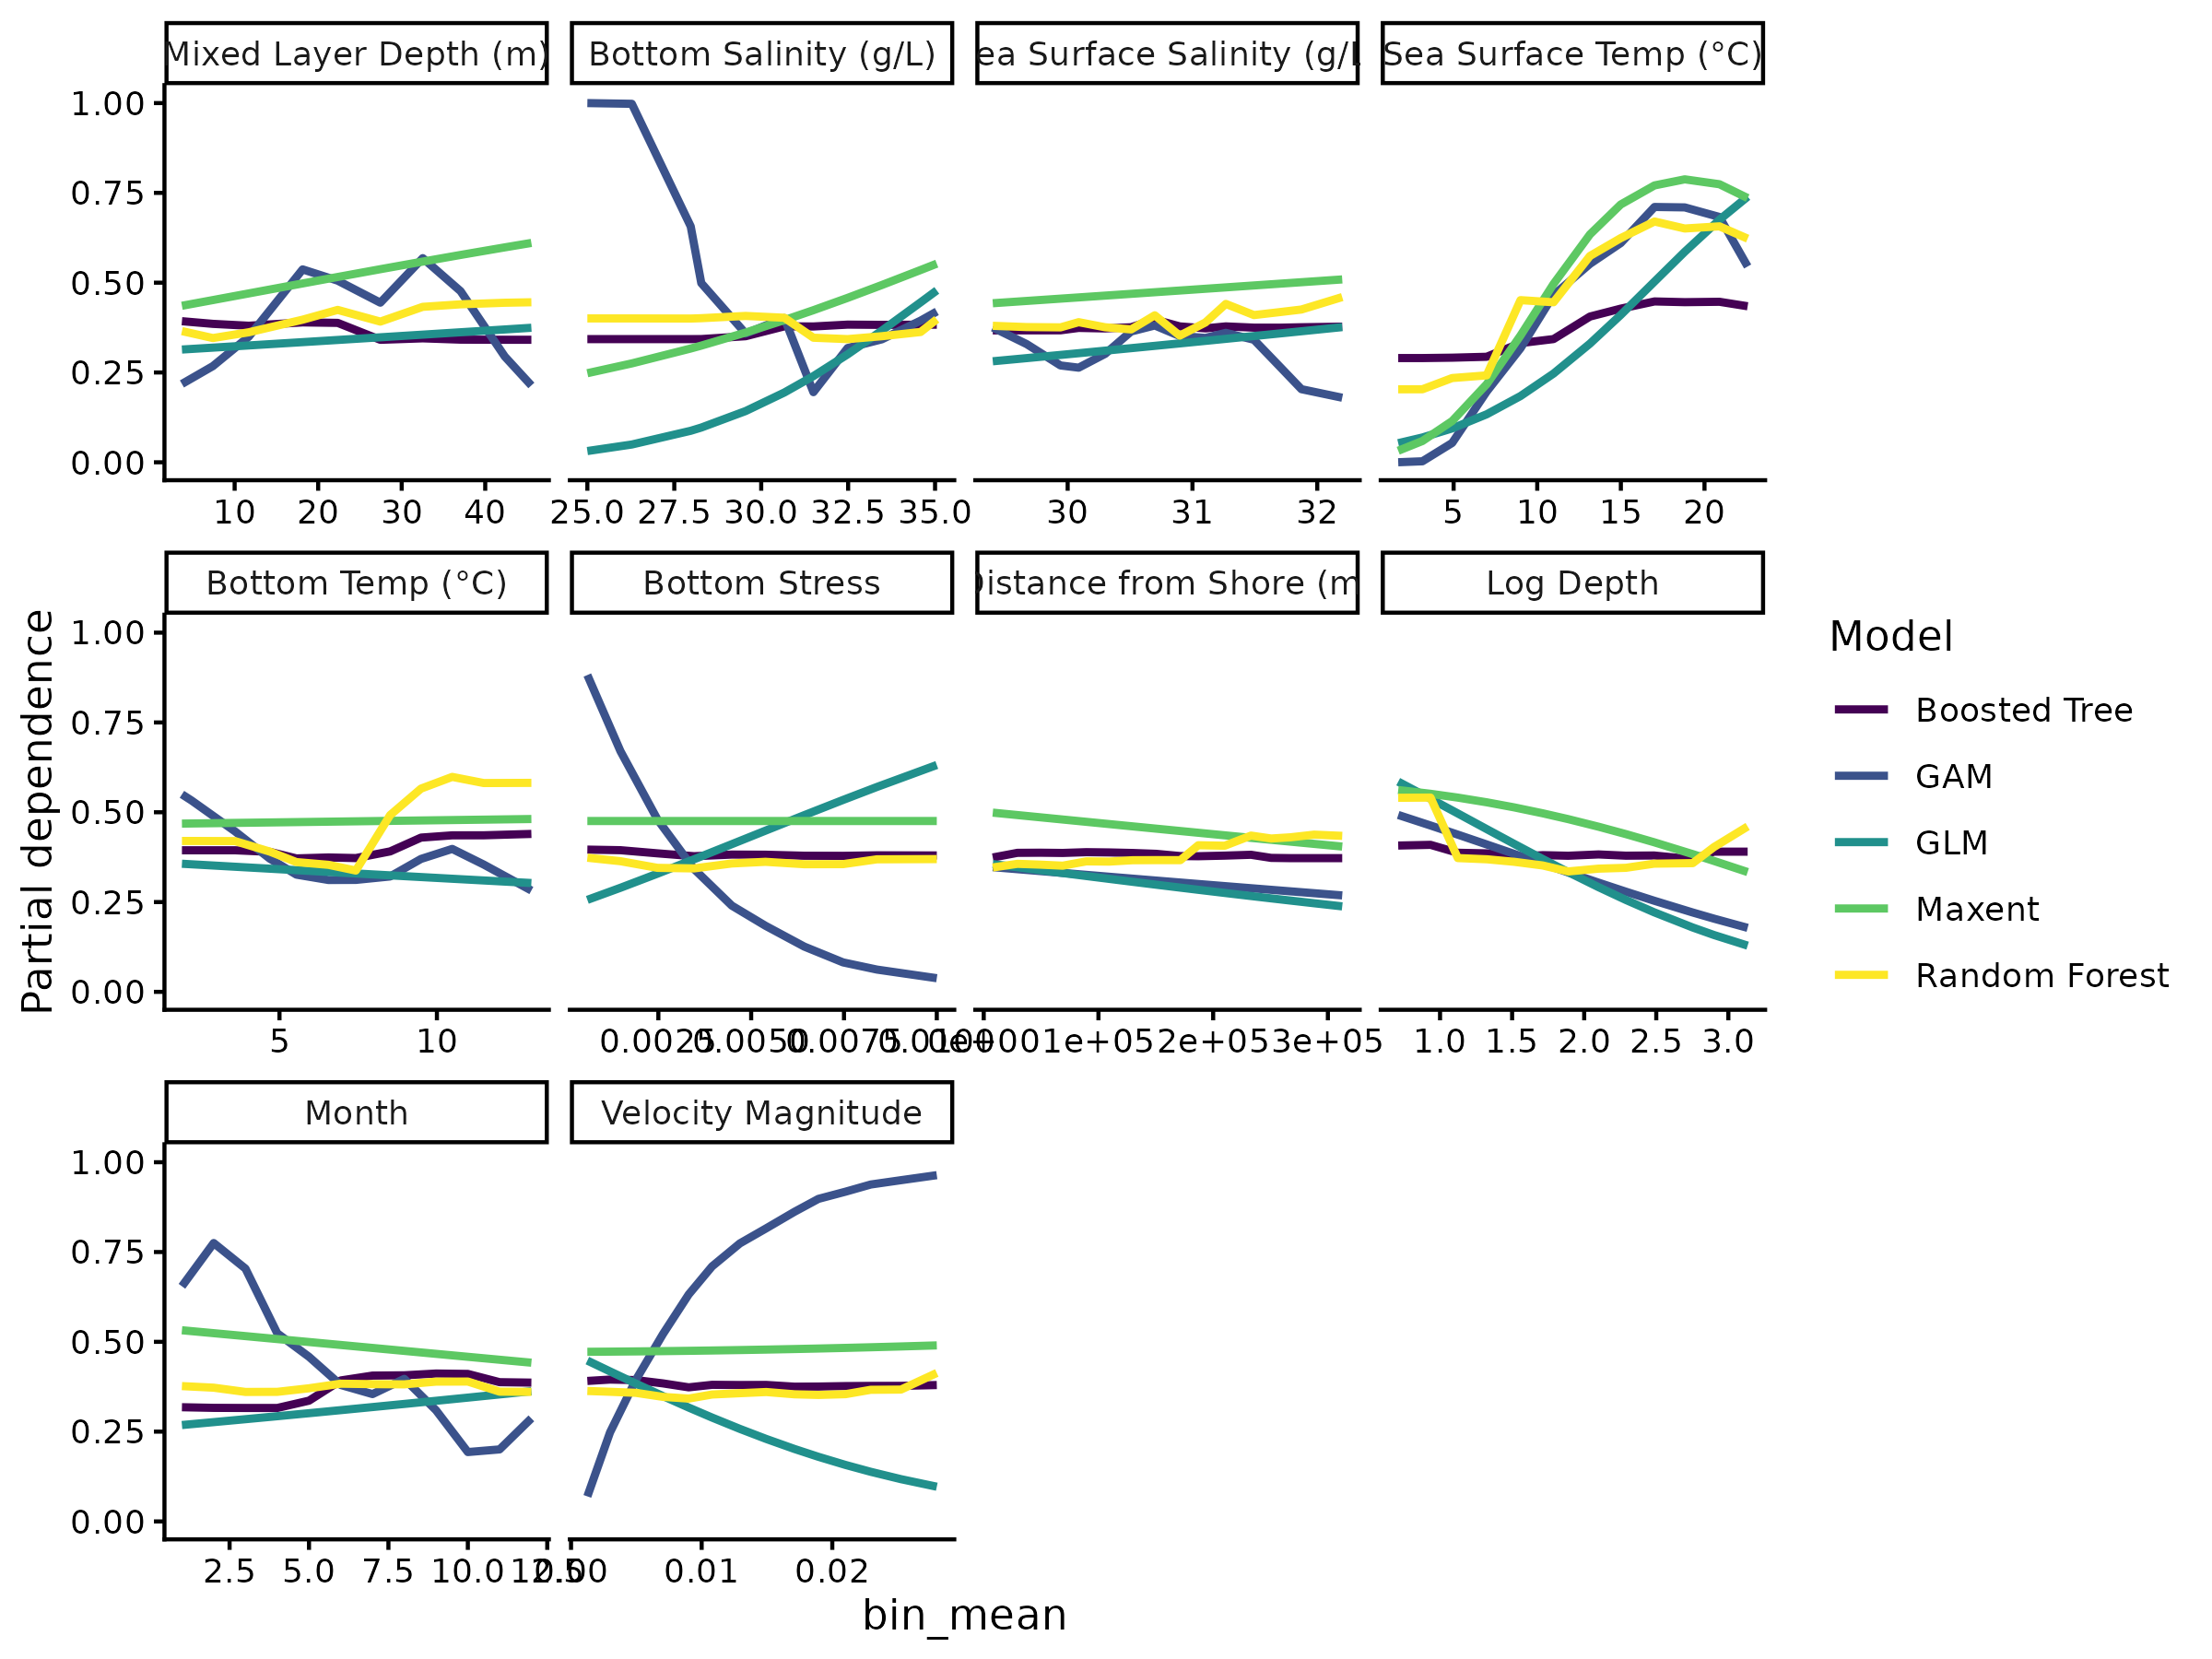 Mixed Layer Depth (m)
Bottom Salinity (g/L)
ea Surface Salinity (g/L
Sea Surface Temp (°C)
1.00
0.75
0.50
0.25
0.00
10 20 30 40
25.0 27.5 30.0 32.5 35.0
30 31 32
5 10 15 20
Bottom Temp (°C)
Bottom Stress
Distance from Shore (m
Log Depth
Partial dependence
1.00
0.75
0.50
0.25
0.00
5 10
0.0025 0.0050 0.0075 0.0100
0e+00 1e+05 2e+05 3e+05
1.0 1.5 2.0 2.5 3.0
Model
Boosted Tree
GAM
GLM
Maxent
Random Forest
Month
Velocity Magnitude
1.00
0.75
0.50
0.25
0.00
2.5 5.0 7.5 10.0 12.5
0.00 0.01 0.02
bin_mean